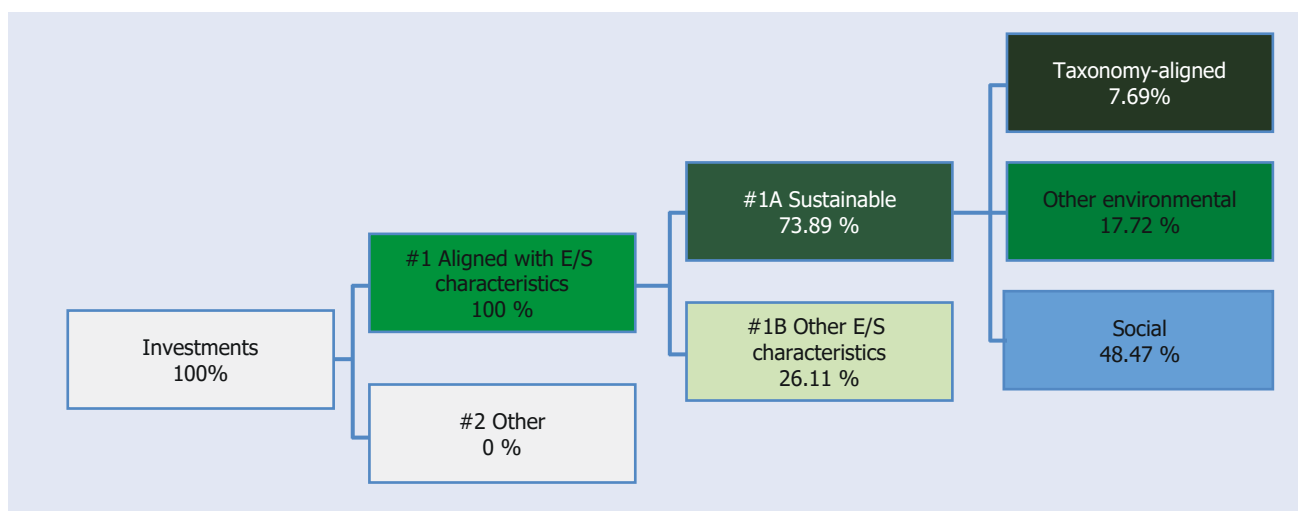 Investments
100%
#1 Aligned with E/S
characteristics
100 %
#2 Other
0 %
#1A Sustainable
73.89 %
#1B Other E/S
characteristics
26.11 %
Taxonomy-aligned
7.69%
Other environmental
17.72 %
Social
48.47 %